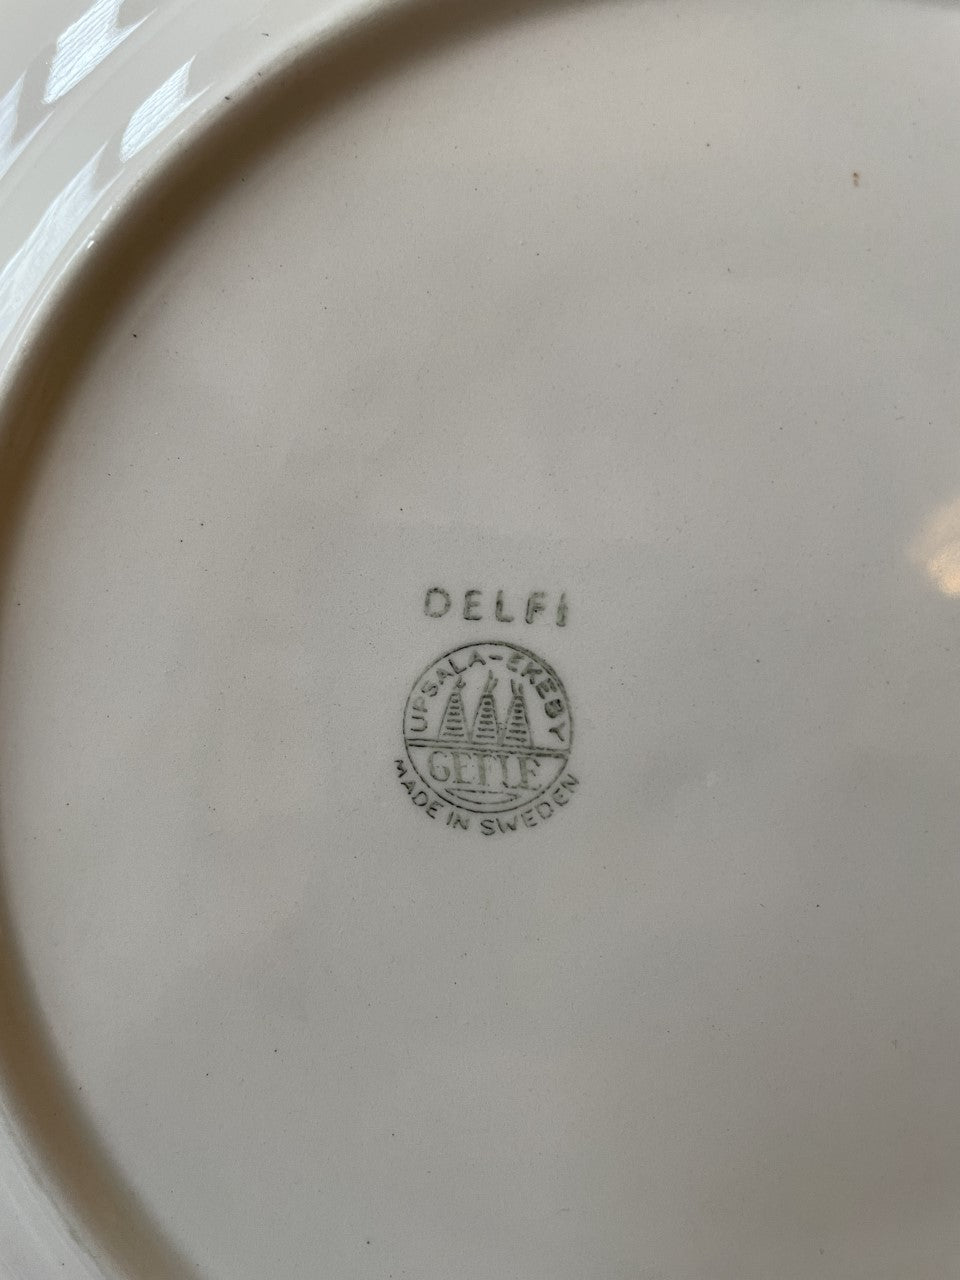 DELFI
UPSALA-EKEBY
GEFLE
MADE IN SWEDEN